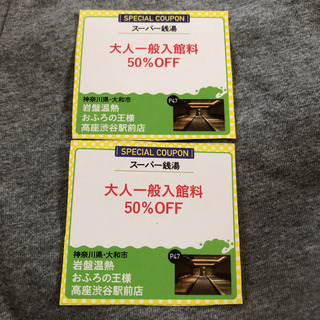 SPECIAL COUPON
スーパー銭湯
大人一般入館料
50%OFF
神奈川県・大和市
岩盤温熱
おふろの王様
高座渋谷駅前店
P47
SPECIAL COUPON
スーパー銭湯
大人一般入館料
50%OFF
神奈川県・大和市
岩盤温熱
おふろの王様
高座渋谷駅前店
P47